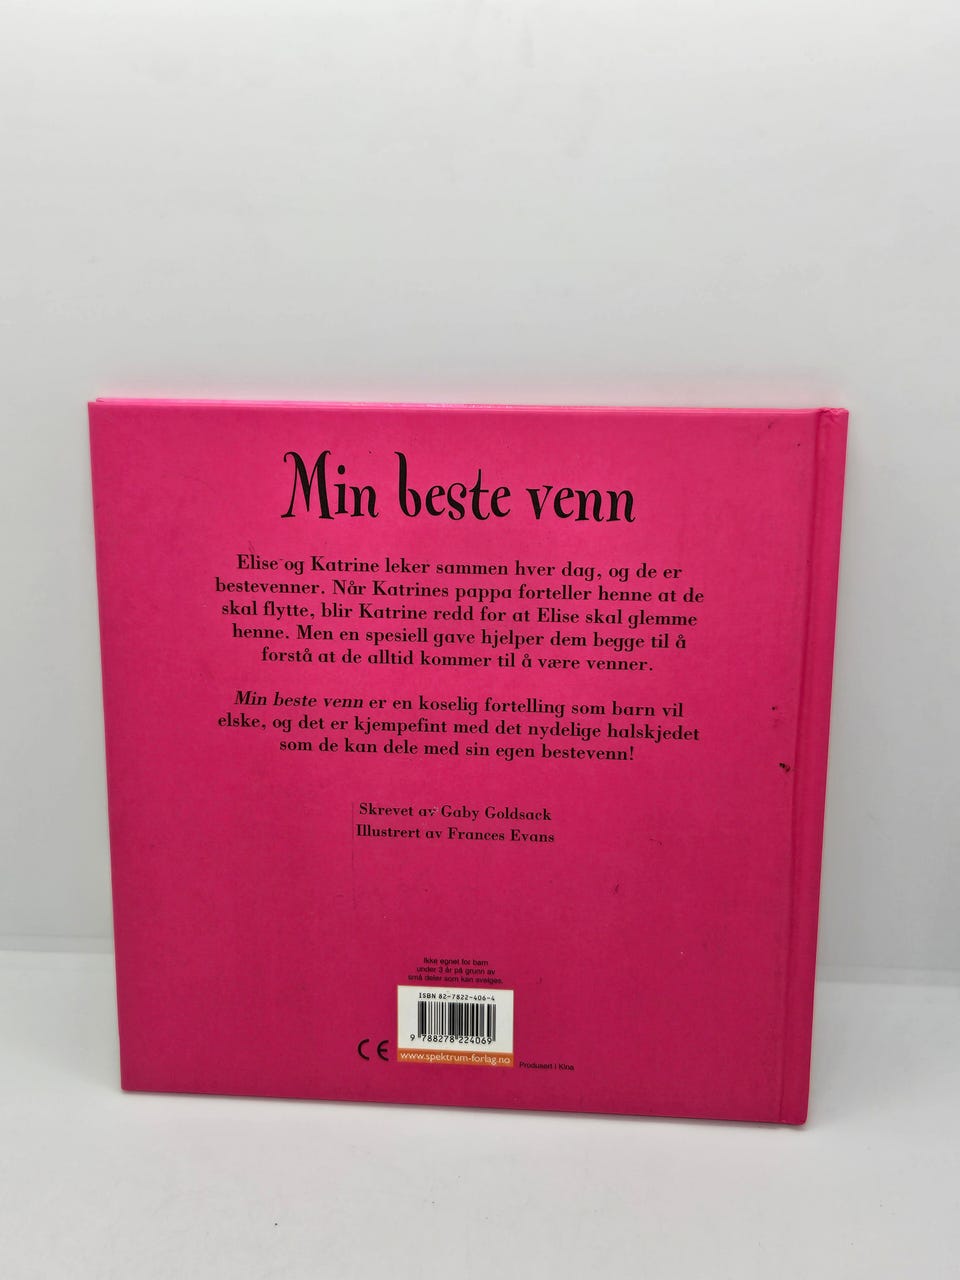 Min beste venn
Elise og Katrine leker sammen hver dag, og de er
bestevenner. Når Katrines pappa forteller henne at de
skal flytte, blir Katrine redd for at Elise skal glemme
henne. Men en spesiell gave hjelper dem begge til å
forstå at de alltid kommer til å være venner.
Min beste venn er en koselig fortelling som barn vil
elske, og det er kjempefint med det nydelige halskjedet
som de kan dele med sin egen bestevenn!
Skrevet av Gaby Goldsack
Illustrert av Frances Evans
Ikke egnet for barn
under 3 år på grunn av
små deler som kan svelges.
ISBN 82-7822-406-4
9 788278 224069
CE
www.spektrum-forlag.no
Produsert i Kina